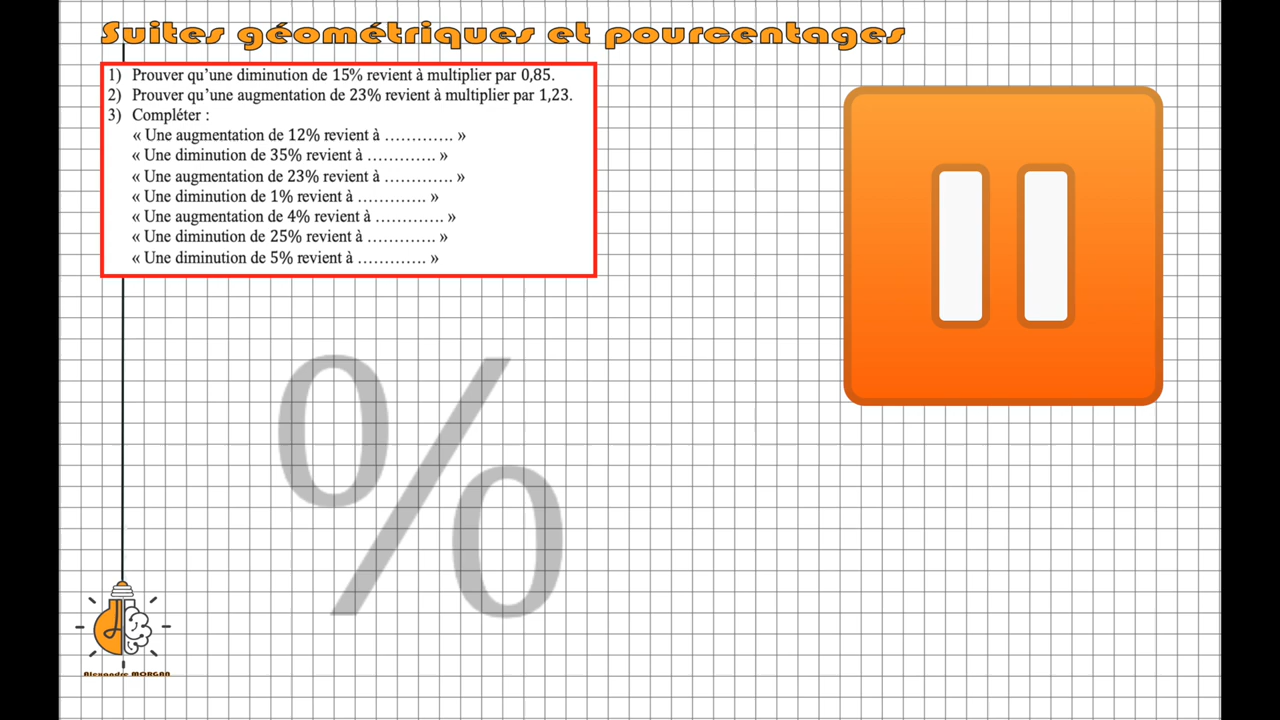 Suites géométriques et pourcentages
1) Prouver qu'une diminution de 15% revient à multiplier par 0,85.
2) Prouver qu'une augmentation de 23% revient à multiplier par 1,23.
3) Compléter :
« Une augmentation de 12% revient à …………. »
« Une diminution de 35% revient à …………. »
« Une augmentation de 23% revient à …………. »
« Une diminution de 1% revient à …………. »
« Une augmentation de 4% revient à …………. »
« Une diminution de 25% revient à …………. »
« Une diminution de 5% revient à …………. »
%
Alexandre MORGAN